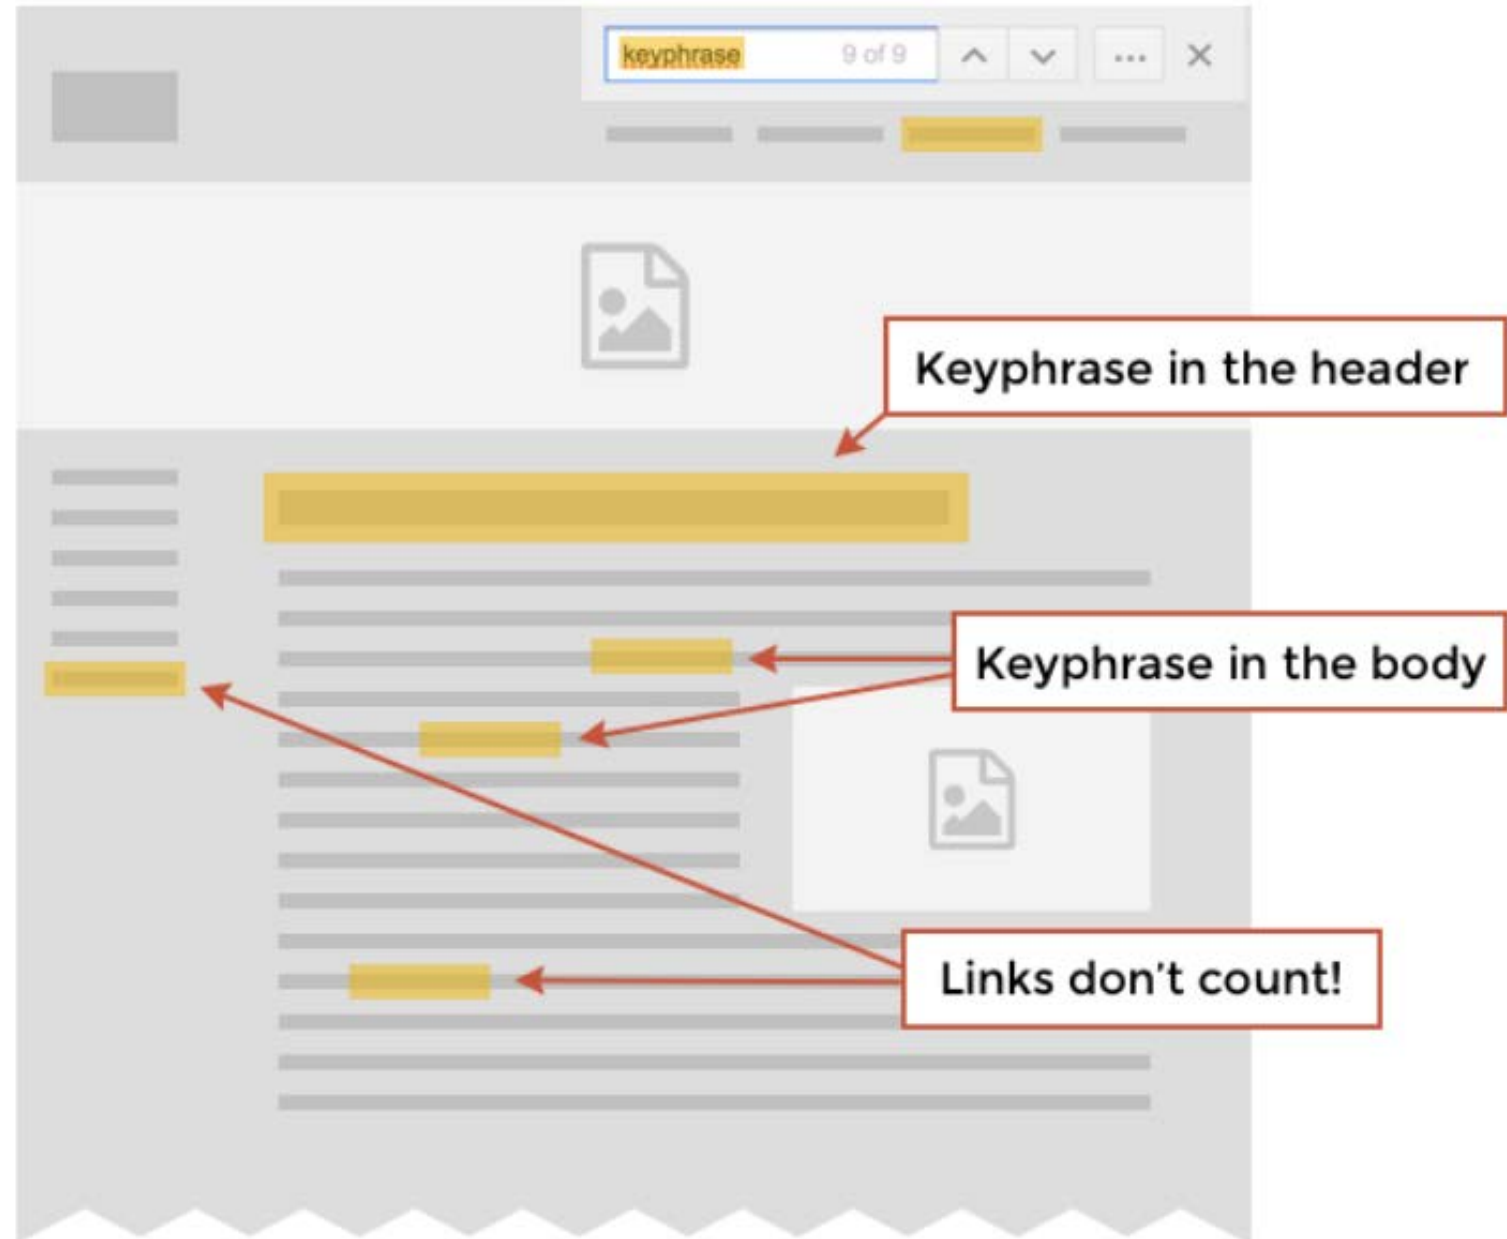 keyphrase 9 of 9
Keyphrase in the header
Keyphrase in the body
Links don't count!